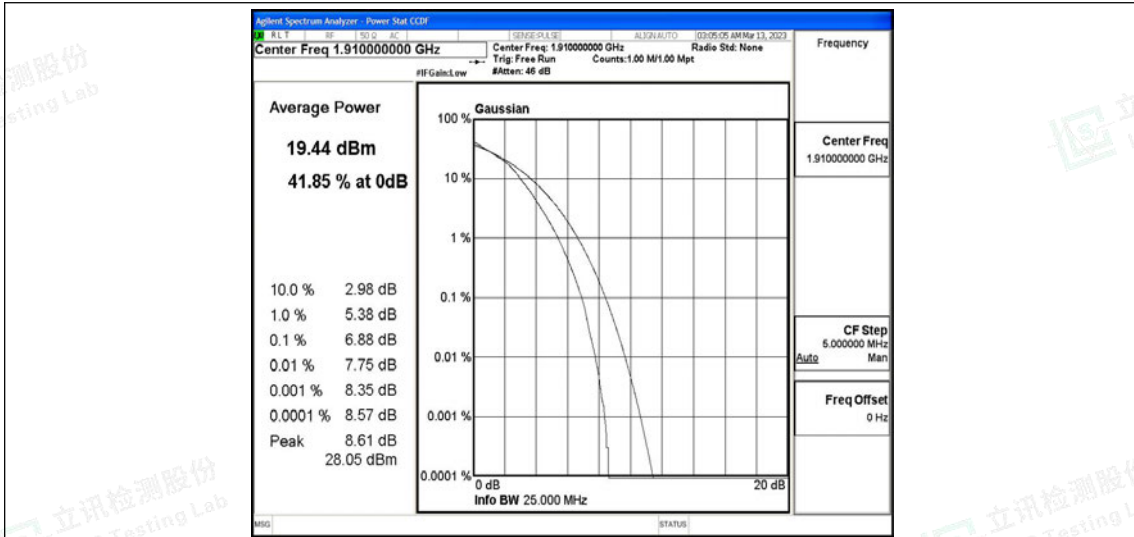 Agilent Spectrum Analyzer - Power Stat CCDF
RLT RF 50 Ω AC SENSE:PULSE ALIGNAUTO 03:05:05 AM Mar 13, 2023
Center Freq 1.910000000 GHz
Center Freq: 1.910000000 GHz Radio Std: None
Trig: Free Run Counts:1.00 M/1.00 Mpt
#IFGain:Low #Atten: 46 dB
Frequency
Average Power
19.44 dBm
41.85 % at 0dB
10.0 % 2.98 dB
1.0 % 5.38 dB
0.1 % 6.88 dB
0.01 % 7.75 dB
0.001 % 8.35 dB
0.0001 % 8.57 dB
Peak 8.61 dB
28.05 dBm
Gaussian
100 %
10 %
1 %
0.1 %
0.01 %
0.001 %
0.0001 %
0 dB 20 dB
Info BW 25.000 MHz
Center Freq
1.910000000 GHz
CF Step
5.000000 MHz
Auto Man
Freq Offset
0 Hz
MSG STATUS
测股份
esting Lab
立讯检测股份
Testing Lab
立讯检测股份
Testing L